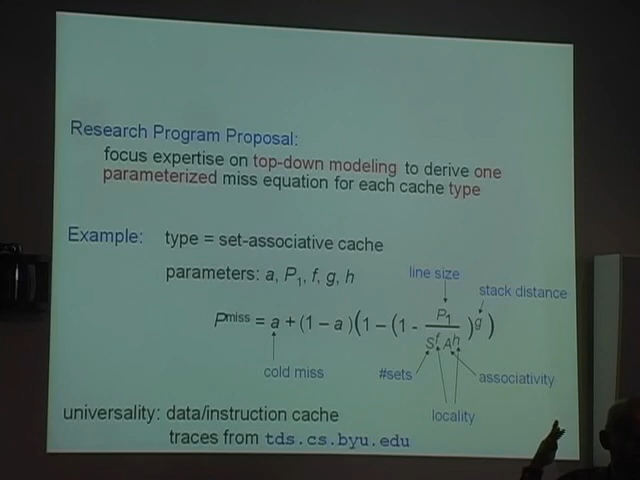 Research Program Proposal:
focus expertise on top-down modeling to derive one
parameterized miss equation for each cache type
Example: type = set-associative cache
parameters: a, P₁, f, g, h
line size
stack distance
Pᵐⁱˢˢ = a + (1 – a)(1 – (1 - P₁ / SᶠAʰ)ᵍ)
cold miss
#sets
associativity
locality
universality: data/instruction cache
traces from tds.cs.byu.edu